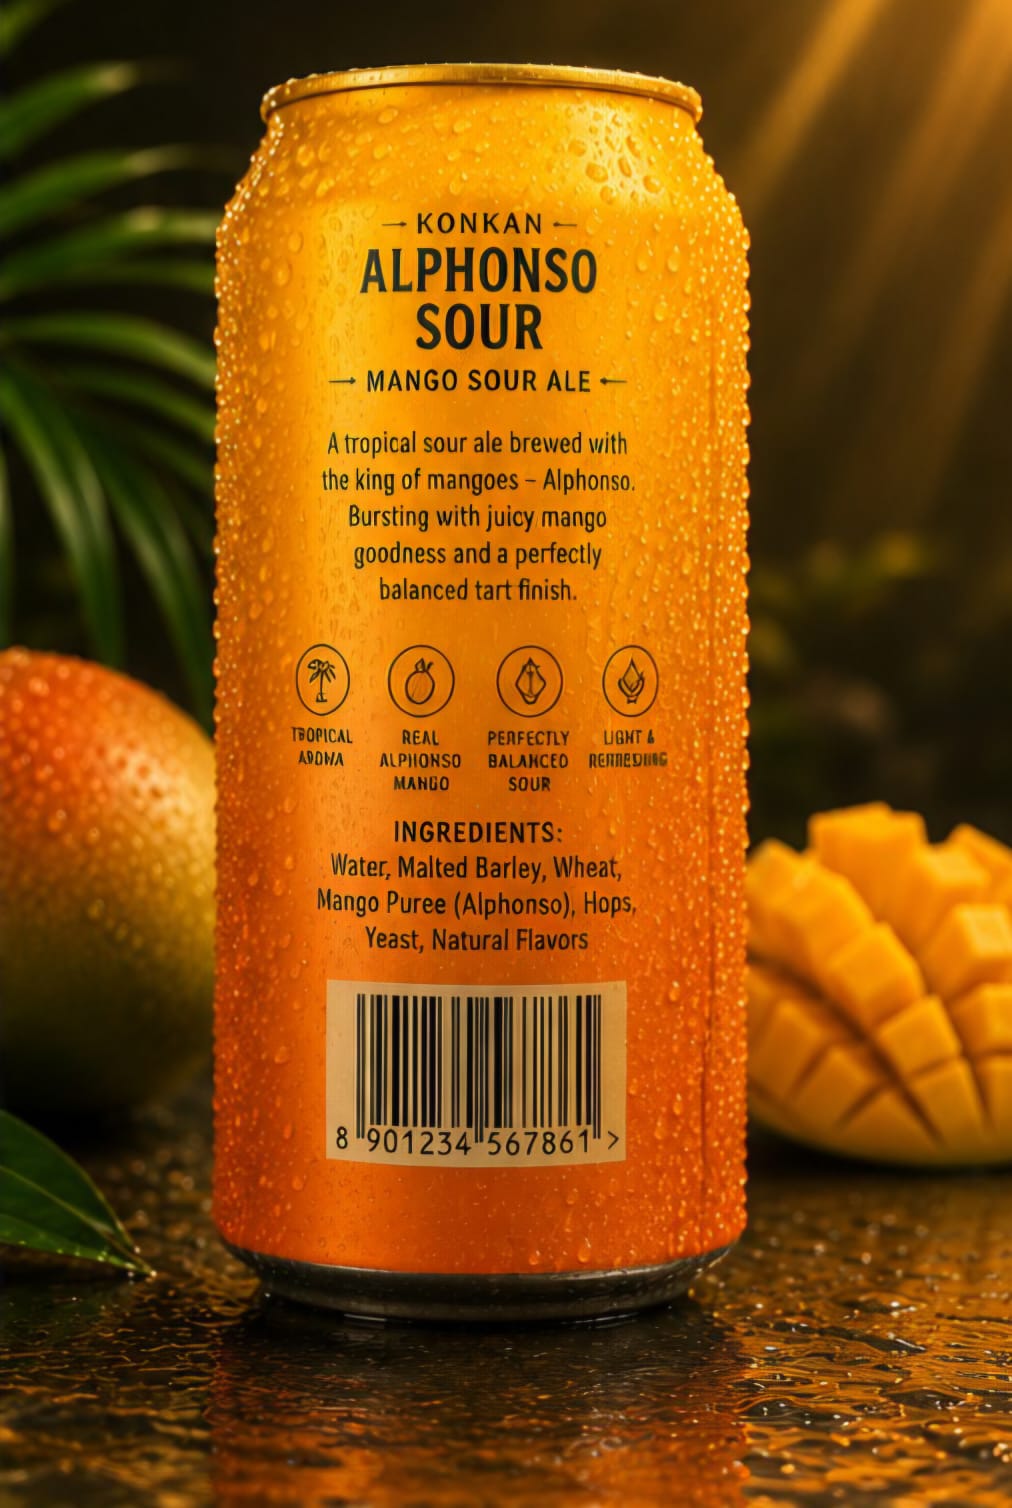 KONKAN
ALPHONSO
SOUR
MANGO SOUR ALE
A tropical sour ale brewed with
the king of mangoes – Alphonso.
Bursting with juicy mango
goodness and a perfectly
balanced tart finish.
TROPICAL
REAL
ALPHONSO
MANGO
PERFECTLY
BALANCED
SOUR
LIGHT &
INGREDIENTS:
Water, Malted Barley, Wheat,
Mango Puree (Alphonso), Hops,
Yeast, Natural Flavors
8 901234 567861 >